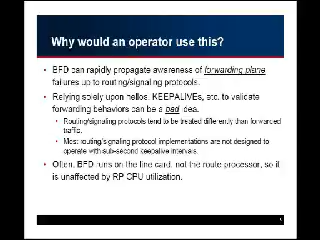 Why would an operator use this?
• BFD can rapidly propagate awareness of forwarding plane
failures up to routing/signaling protocols.
• Relying solely upon hellos, KEEPALIVEs, etc. to validate
forwarding behaviors can be a bad idea.
• Routing/signaling protocols tend to be treated differently than forwarded
traffic.
• Most routing/signaling protocol implementations are not designed to
operate with sub-second keepalive intervals.
• Often, BFD runs on the line card, not the route processor, so it
is unaffected by RP CPU utilization.